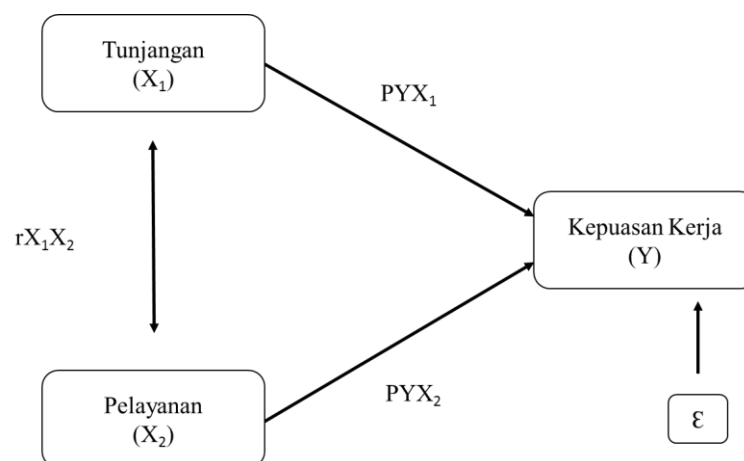 Tunjangan
(X₁)
PYX₁
rX₁X₂
Kepuasan Kerja
(Y)
Pelayanan
(X₂)
PYX₂
Ɛ